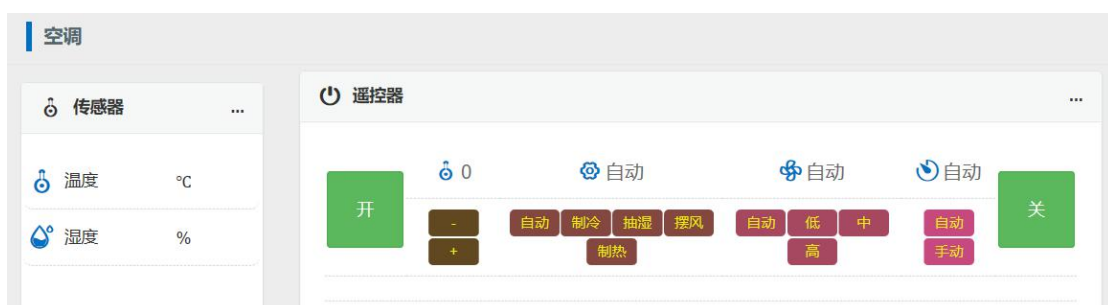 空调
传感器 ...
温度 °C
湿度 %
遥控器 ...
开
0
自动
自动
自动
- 
+
自动 制冷 抽湿 摆风
制热
自动 低 中
高
自动
手动
关